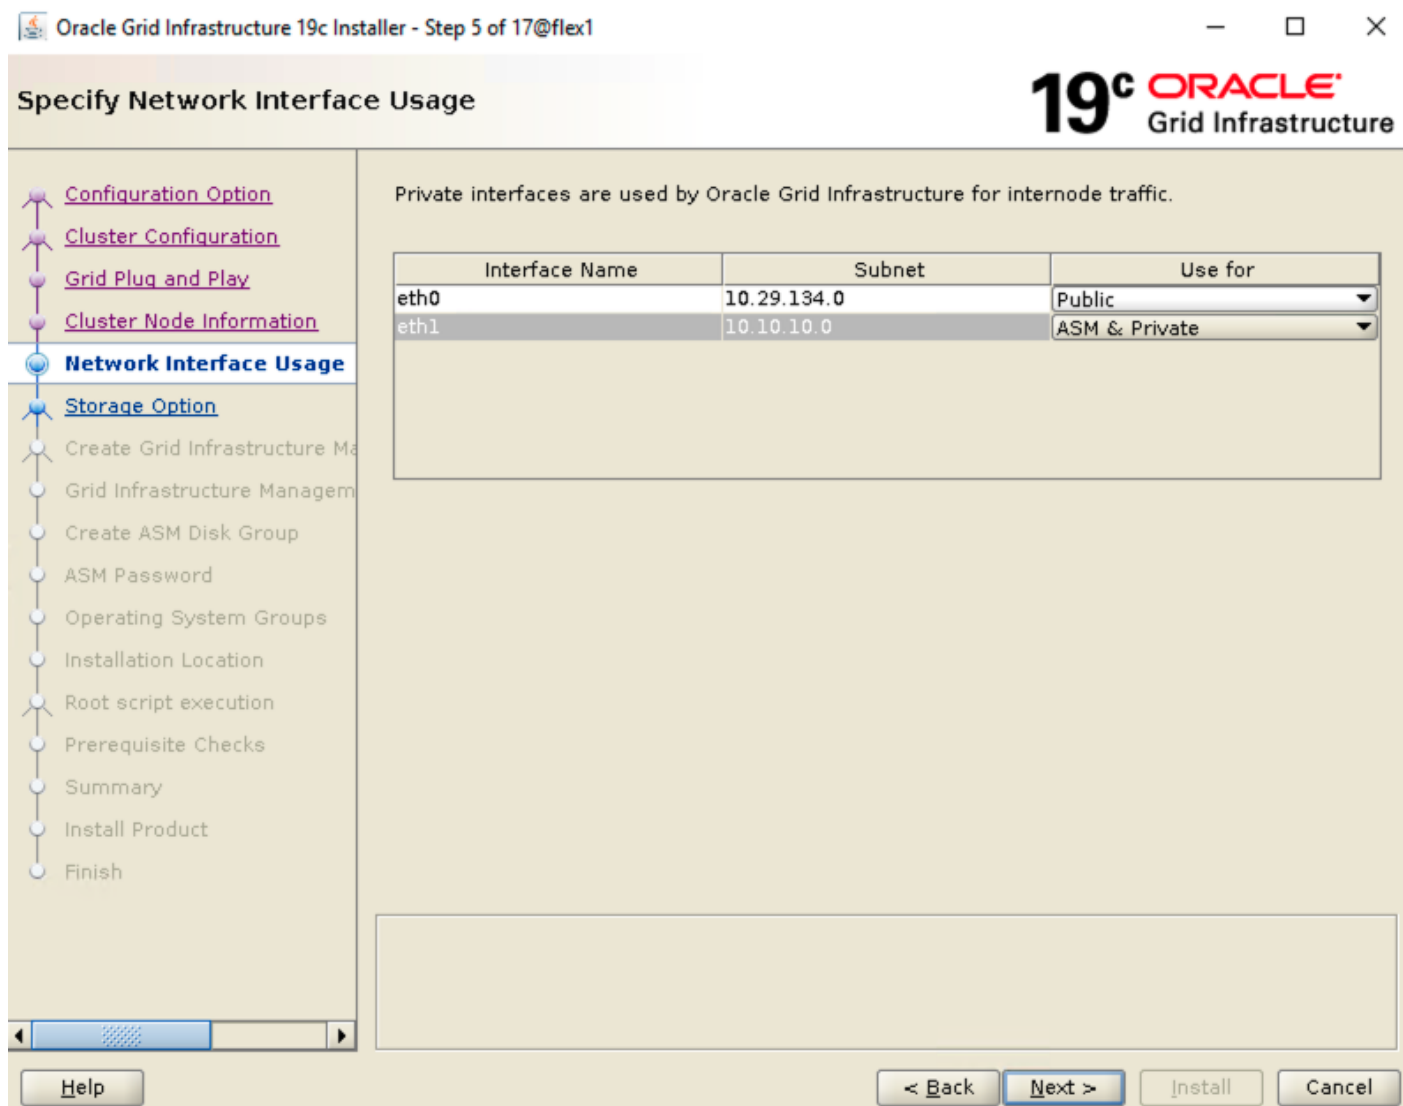 Oracle Grid Infrastructure 19c Installer - Step 5 of 17@flex1
Specify Network Interface Usage
19c ORACLE
Grid Infrastructure
Configuration Option
Cluster Configuration
Grid Plug and Play
Cluster Node Information
Network Interface Usage
Storage Option
Create Grid Infrastructure Ma
Grid Infrastructure Managem
Create ASM Disk Group
ASM Password
Operating System Groups
Installation Location
Root script execution
Prerequisite Checks
Summary
Install Product
Finish
Private interfaces are used by Oracle Grid Infrastructure for internode traffic.
Interface Name Subnet Use for
eth0 10.29.134.0 Public
eth1 10.10.10.0 ASM & Private
Help < Back Next > Install Cancel